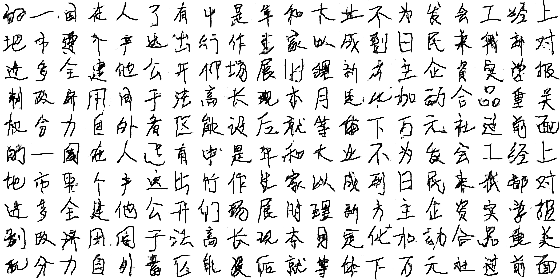 的一国在人了有中是年和大业不为发会工经上
地市要个产这出行作生家以成到日民来我部对
进多全建他公开们场展时理新方主企资实学报
制政济用同于法高长现本月定化加动合品重关
机分力自外者区能设后就等体下万元社过前面
的一国在人了有中是年和大业不为发会工经上
地市要个产这出行作生家以成到日民来我部对
进多全建他公开们场展时理新方主企资实学报
制政济用同于法高长现本月定化加动合品重关
机分力自外者区能设后就等体下万元社过前面